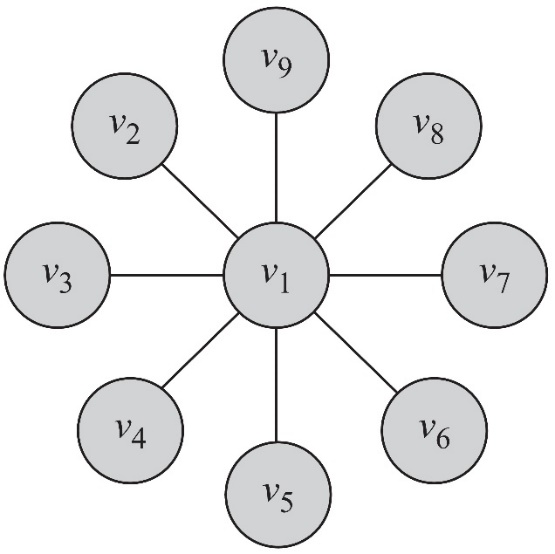 v₉
v₂ v₈
v₃ v₁ v₇
v₄ v₆
v₅